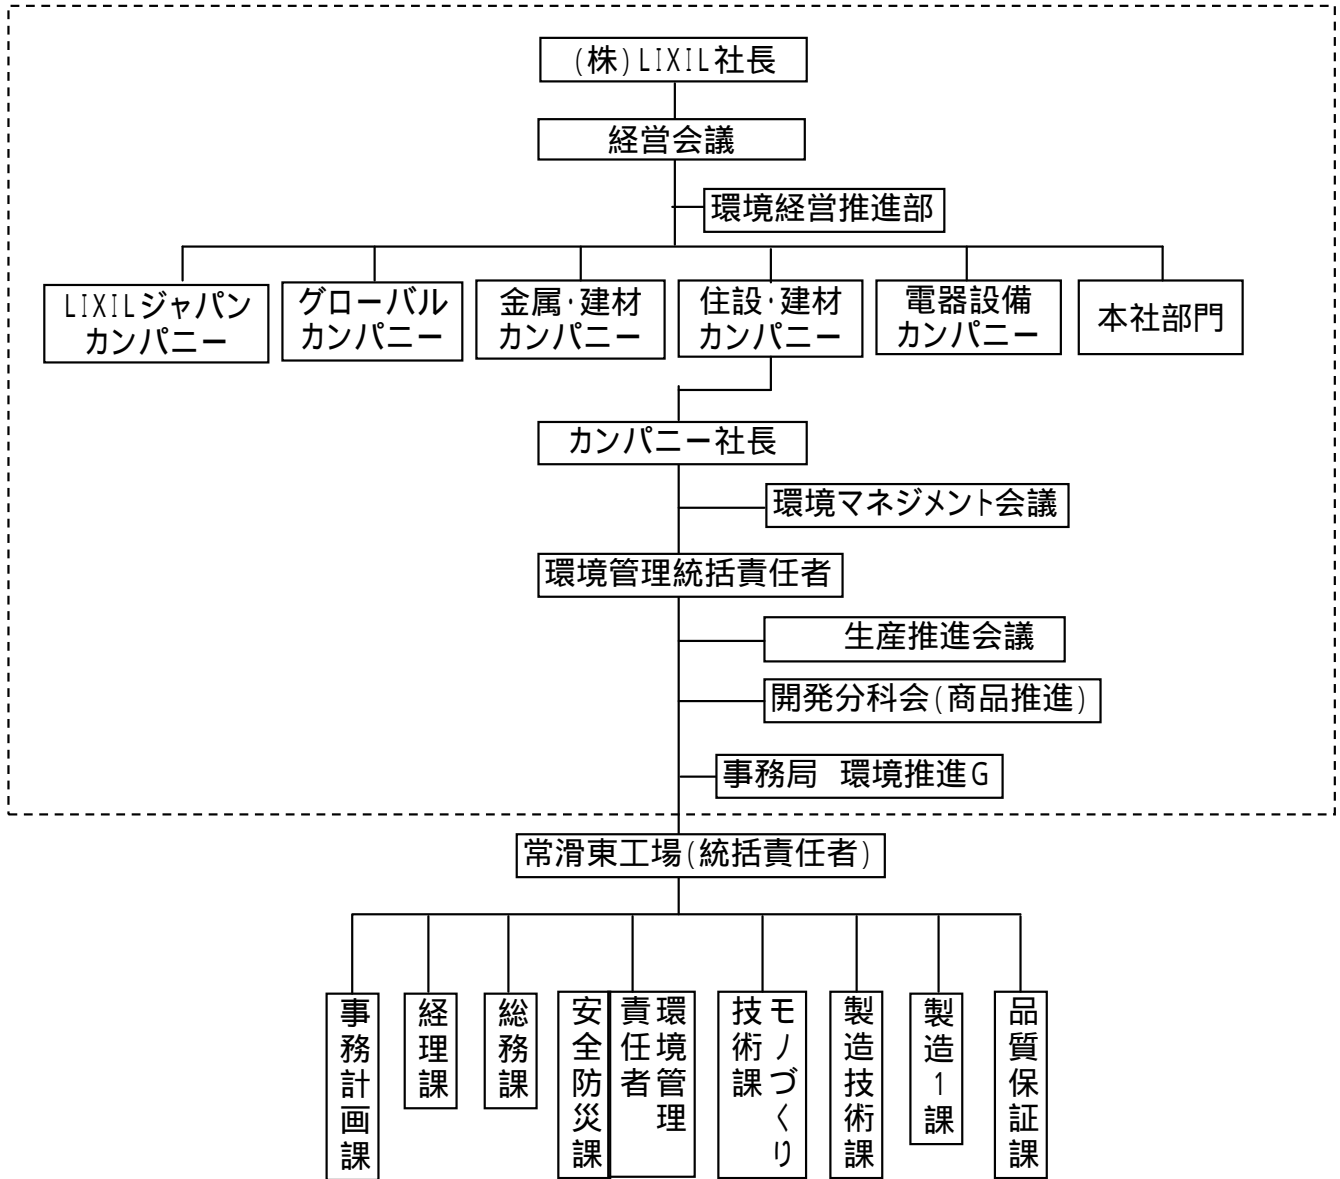 (株)LIXIL社長
経営会議
環境経営推進部
LIXILジャパン
カンパニー
グローバル
カンパニー
金属・建材
カンパニー
住設・建材
カンパニー
電器設備
カンパニー
本社部門
カンパニー社長
環境マネジメント会議
環境管理統括責任者
生産推進会議
開発分科会(商品推進)
事務局 環境推進G
常滑東工場(統括責任者)
事務計画課
経理課
総務課
安全防災課
環境管理
責任者
モノづくり
技術課
製造技術課
製造1課
品質保証課